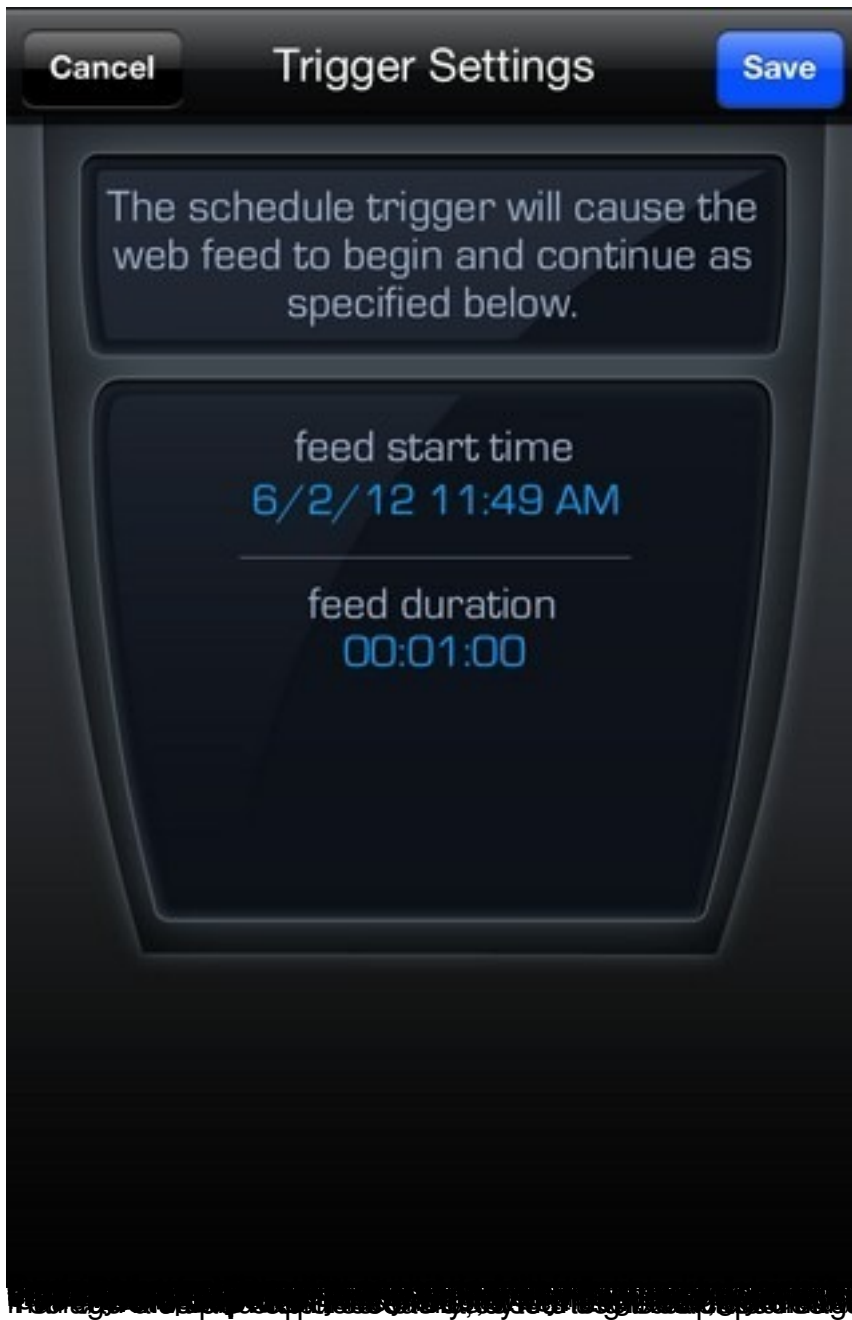 Cancel
Trigger Settings
Save
The schedule trigger will cause the
web feed to begin and continue as
specified below.
feed start time
6/2/12 11:49 AM
feed duration
00:01:00